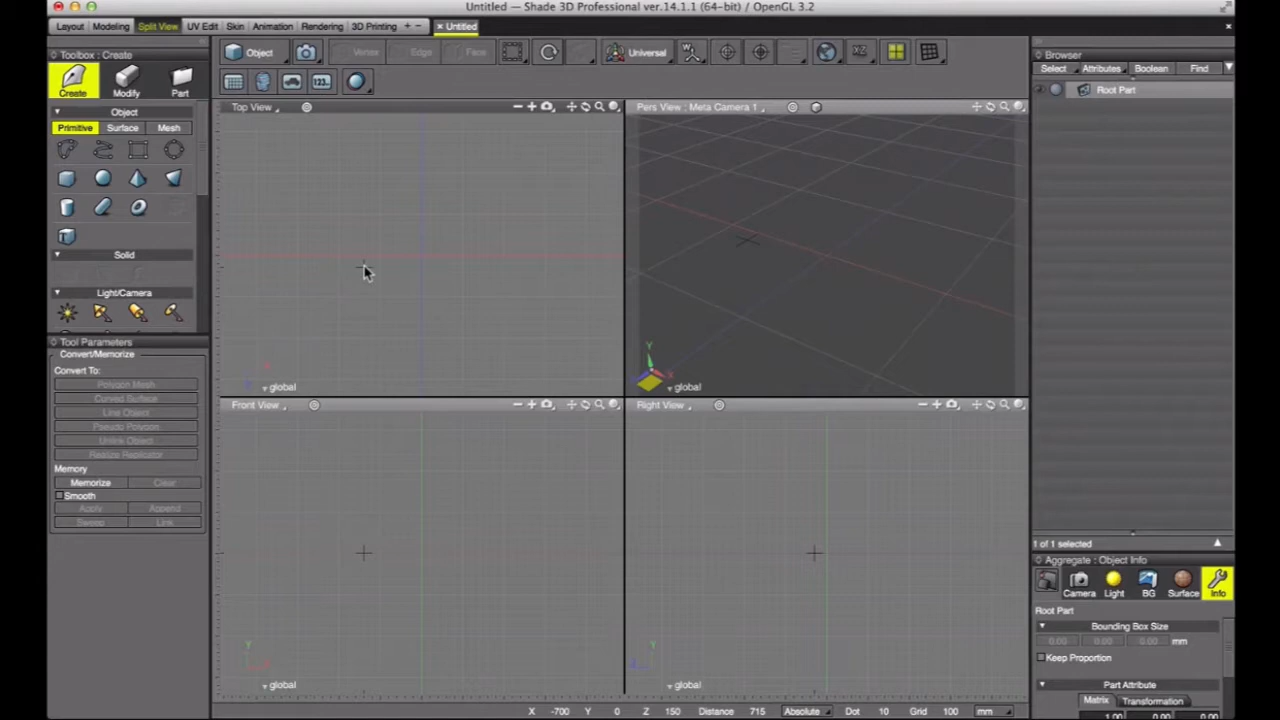 Untitled — Shade 3D Professional ver.14.1.1 (64-bit) / OpenGL 3.2
Layout Modeling Split View UV Edit Skin Animation Rendering 3D Printing + − × Untitled ×
Toolbox : Create
Create Modify Part
Object
Primitive Surface Mesh
Solid
Light/Camera
Object Vertex Edge Face Universal XZ
123..
Top View
global
Pers View : Meta Camera 1
Y X
global
Front View
Y
global
Right View
Y
global
Tool Parameters
Convert/Memorize
Convert To:
Polygon Mesh
Curved Surface
Line Object
Pseudo Polygon
Unlink Object
Realize Replicator
Memory
Memorize Clear
Smooth
Apply Append
Sweep Link
X -700 Y 0 Z 150 Distance 715 Absolute Dot 10 Grid 100 mm
Browser
Select Attributes Boolean Find
Root Part
1 of 1 selected
Aggregate : Object Info
Camera Light BG Surface Info
Root Part
Bounding Box Size
0.00 0.00 0.00 mm
Keep Proportion
Part Attribute
Matrix Transformation
1.00 0.00 0.00